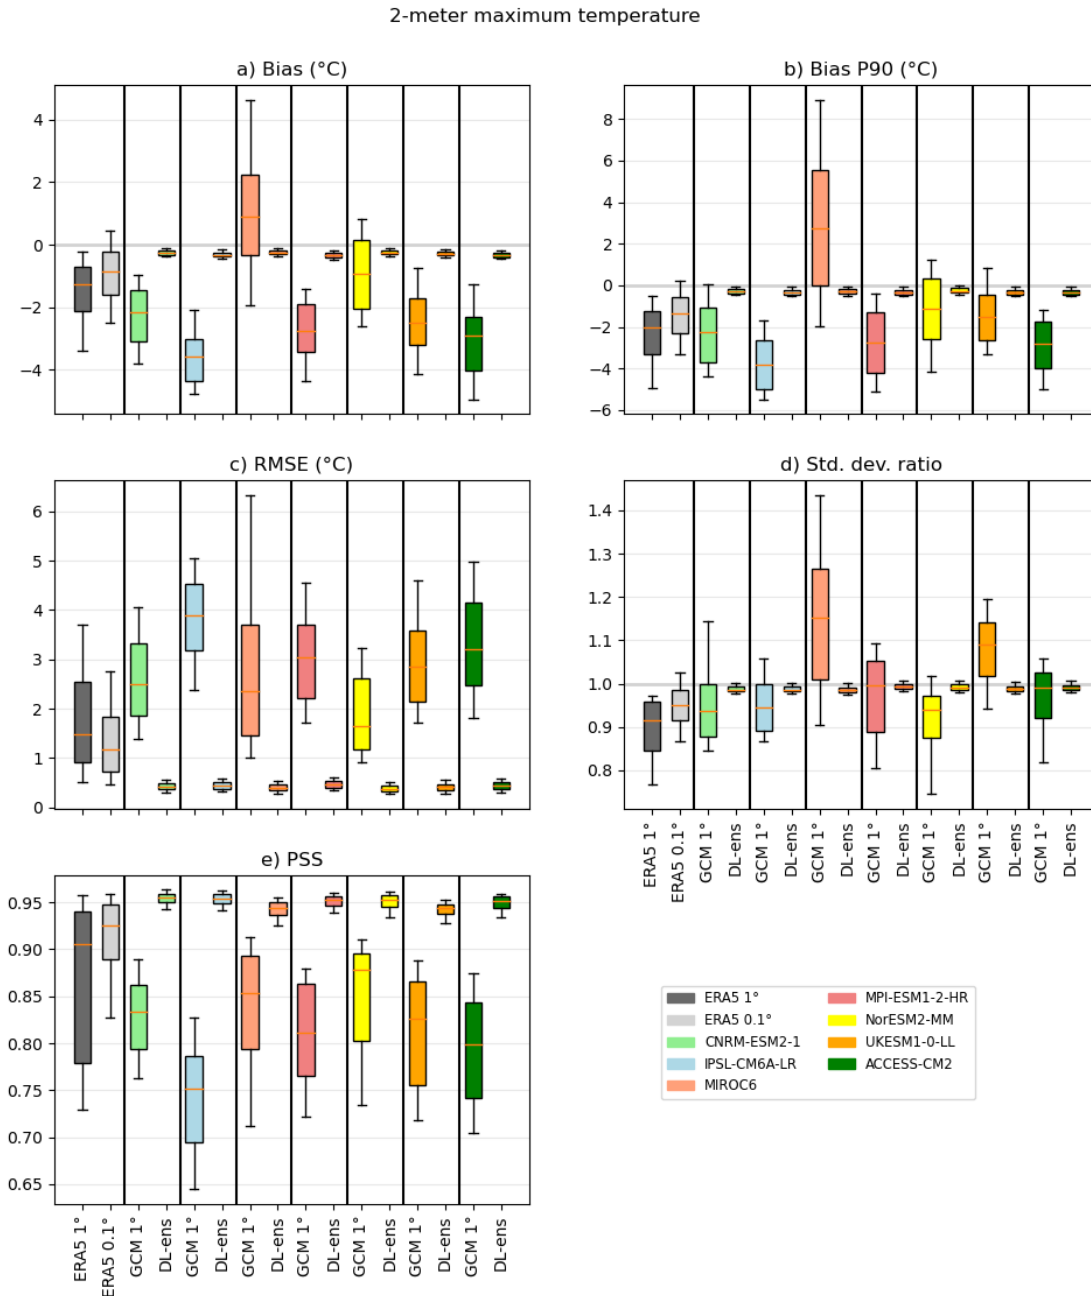 2-meter maximum temperature
a) Bias (°C)
4
2
0
−2
−4
b) Bias P90 (°C)
8
6
4
2
0
−2
−4
−6
c) RMSE (°C)
6
5
4
3
2
1
0
d) Std. dev. ratio
1.4
1.3
1.2
1.1
1.0
0.9
0.8
ERA5 1°
ERA5 0.1°
GCM 1°
DL-ens
GCM 1°
DL-ens
GCM 1°
DL-ens
GCM 1°
DL-ens
GCM 1°
DL-ens
GCM 1°
DL-ens
GCM 1°
DL-ens
e) PSS
0.95
0.90
0.85
0.80
0.75
0.70
0.65
ERA5 1°
ERA5 0.1°
GCM 1°
DL-ens
GCM 1°
DL-ens
GCM 1°
DL-ens
GCM 1°
DL-ens
GCM 1°
DL-ens
GCM 1°
DL-ens
GCM 1°
DL-ens
ERA5 1°
ERA5 0.1°
CNRM-ESM2-1
IPSL-CM6A-LR
MIROC6
MPI-ESM1-2-HR
NorESM2-MM
UKESM1-0-LL
ACCESS-CM2